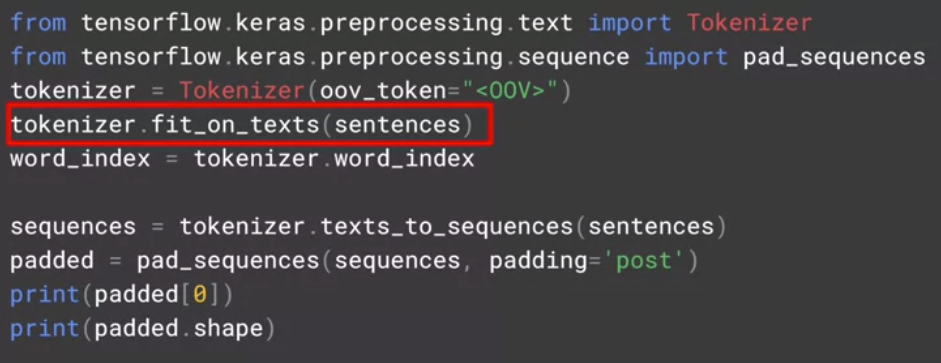 from tensorflow.keras.preprocessing.text import Tokenizer
from tensorflow.keras.preprocessing.sequence import pad_sequences
tokenizer = Tokenizer(oov_token="<OOV>")
tokenizer.fit_on_texts(sentences)
word_index = tokenizer.word_index
sequences = tokenizer.texts_to_sequences(sentences)
padded = pad_sequences(sequences, padding='post')
print(padded[0])
print(padded.shape)